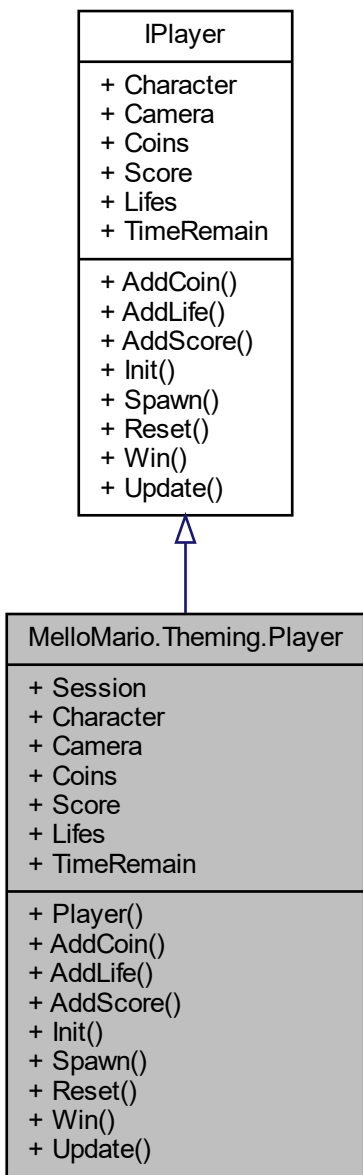 IPlayer
+ Character
+ Camera
+ Coins
+ Score
+ Lifes
+ TimeRemain
+ AddCoin()
+ AddLife()
+ AddScore()
+ Init()
+ Spawn()
+ Reset()
+ Win()
+ Update()
MelloMario.Theming.Player
+ Session
+ Character
+ Camera
+ Coins
+ Score
+ Lifes
+ TimeRemain
+ Player()
+ AddCoin()
+ AddLife()
+ AddScore()
+ Init()
+ Spawn()
+ Reset()
+ Win()
+ Update()